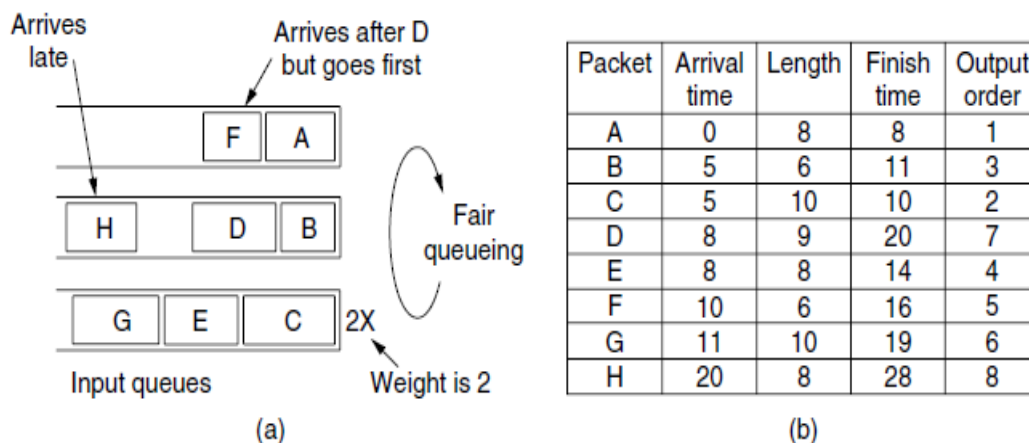 Arrives late
Arrives after D
but goes first
F A
H D B
Fair
queueing
G E C 2X
Input queues
Weight is 2
(a)
Packet Arrival time Length Finish time Output order
A 0 8 8 1
B 5 6 11 3
C 5 10 10 2
D 8 9 20 7
E 8 8 14 4
F 10 6 16 5
G 11 10 19 6
H 20 8 28 8
(b)